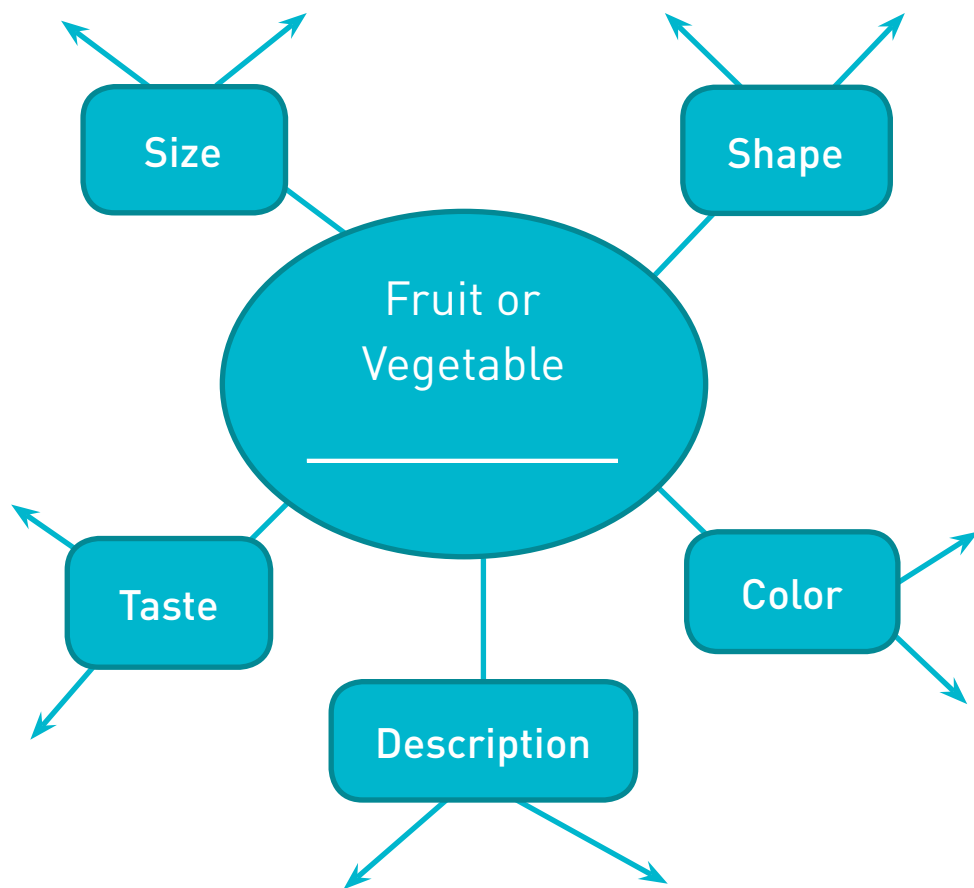 Size
Shape
Fruit or
Vegetable
Taste
Color
Description